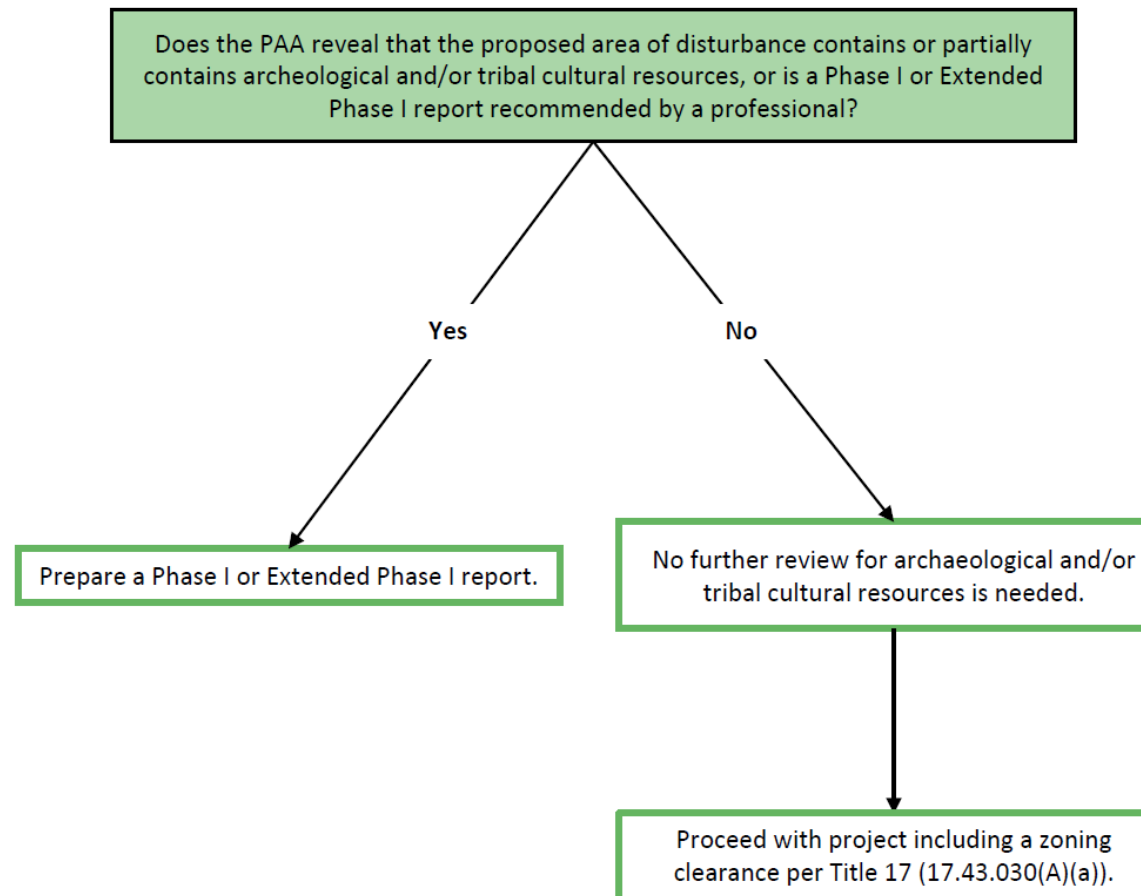 Does the PAA reveal that the proposed area of disturbance contains or partially
contains archeological and/or tribal cultural resources, or is a Phase I or Extended
Phase I report recommended by a professional?
Yes
No
Prepare a Phase I or Extended Phase I report.
No further review for archaeological and/or
tribal cultural resources is needed.
Proceed with project including a zoning
clearance per Title 17 (17.43.030(A)(a)).